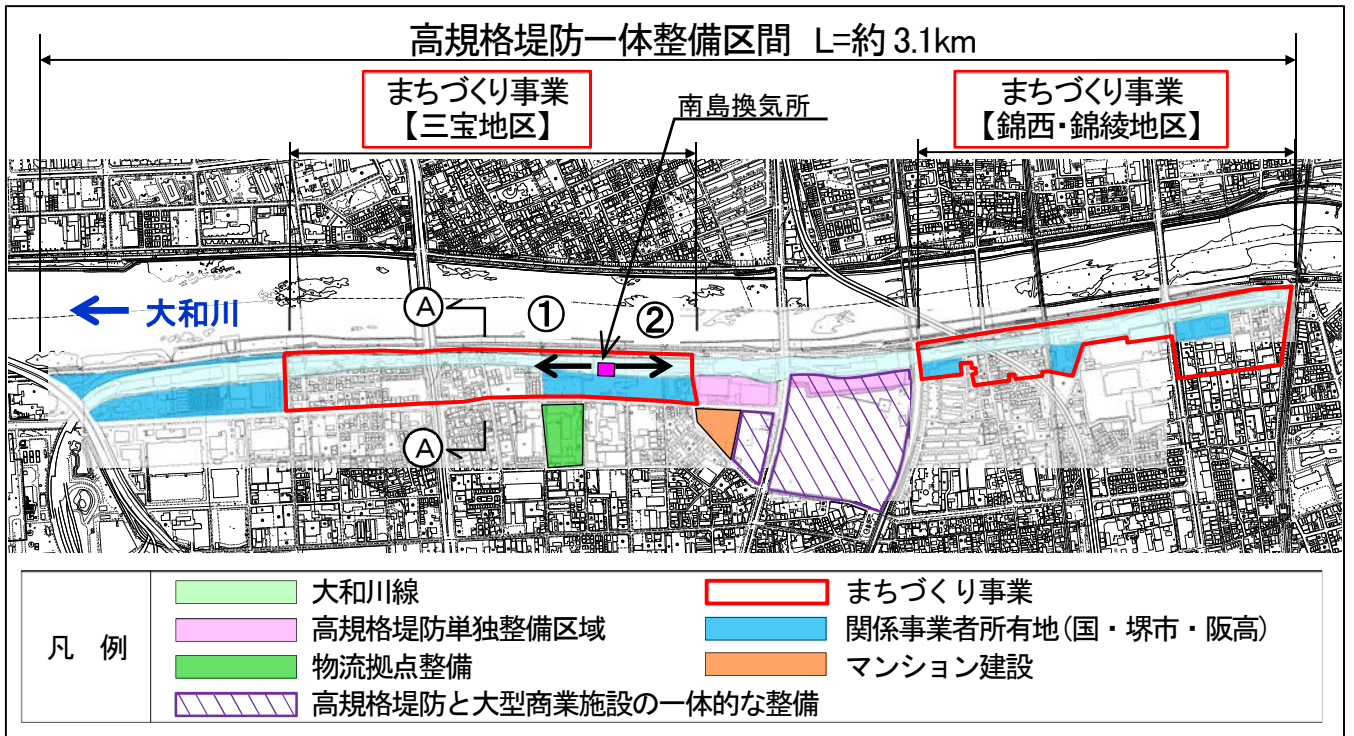 高規格堤防一体整備区間 L=約3.1km
まちづくり事業
【三宝地区】
南島換気所
まちづくり事業
【錦西・錦綾地区】
大和川
A
①
②
A
凡 例
大和川線
まちづくり事業
高規格堤防単独整備区域
関係事業者所有地(国・堺市・阪高)
物流拠点整備
マンション建設
高規格堤防と大型商業施設の一体的な整備